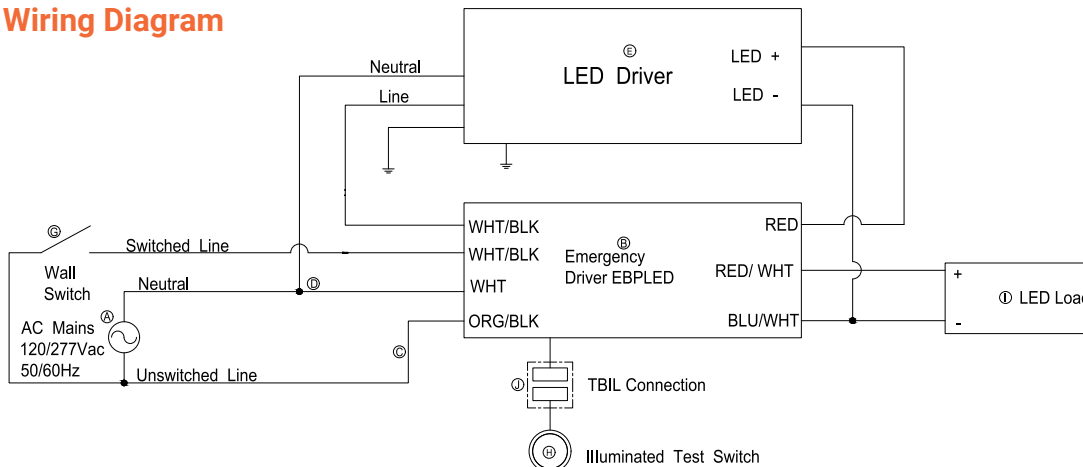 Wiring Diagram
Ⓔ
LED Driver
LED +
LED -
Neutral
Line
WHT/BLK
WHT/BLK
WHT
ORG/BLK
Ⓑ
Emergency
Driver EBPLED
RED
RED/ WHT
BLU/WHT
Ⓖ
Switched Line
Wall
Switch
Neutral
Ⓓ
Ⓐ
AC Mains
120/277Vac
50/60Hz
Ⓒ
Unswitched Line
+
Ⓘ LED Load
-
Ⓙ
TBIL Connection
Ⓗ
Illuminated Test Switch